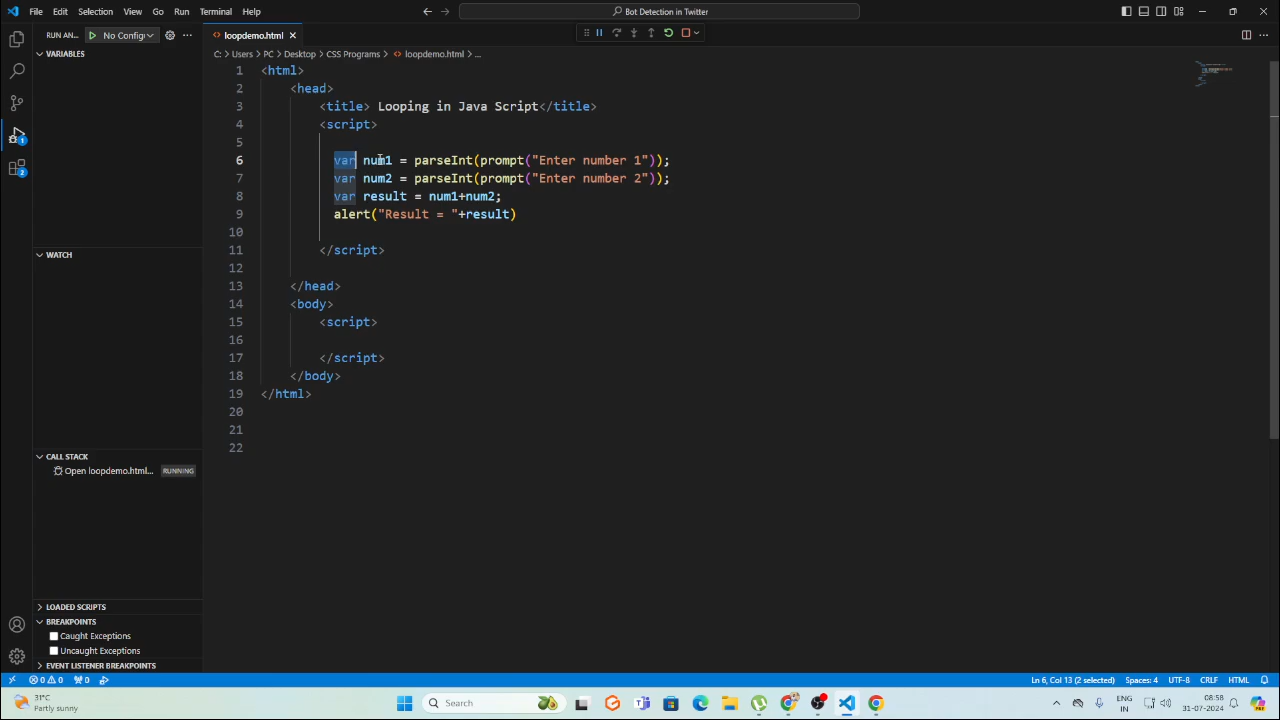 File Edit Selection View Go Run Terminal Help
Bot Detection in Twitter
RUN AN... No Config
loopdemo.html
C: > Users > PC > Desktop > CSS Programs > loopdemo.html > ...
VARIABLES
WATCH
CALL STACK
Open loopdemo.html... RUNNING
LOADED SCRIPTS
BREAKPOINTS
Caught Exceptions
Uncaught Exceptions
EVENT LISTENER BREAKPOINTS
1 <html>
2 <head>
3 <title> Looping in Java Script</title>
4 <script>
5
6 var num1 = parseInt(prompt("Enter number 1"));
7 var num2 = parseInt(prompt("Enter number 2"));
8 var result = num1+num2;
9 alert("Result = "+result)
10
11 </script>
12
13 </head>
14 <body>
15 <script>
16
17 </script>
18 </body>
19 </html>
20
21
22
1
2
0 0 0 Ln 6, Col 13 (2 selected) Spaces: 4 UTF-8 CRLF HTML
31°C
Partly sunny
Search
ENG
IN
08:58
31-07-2024